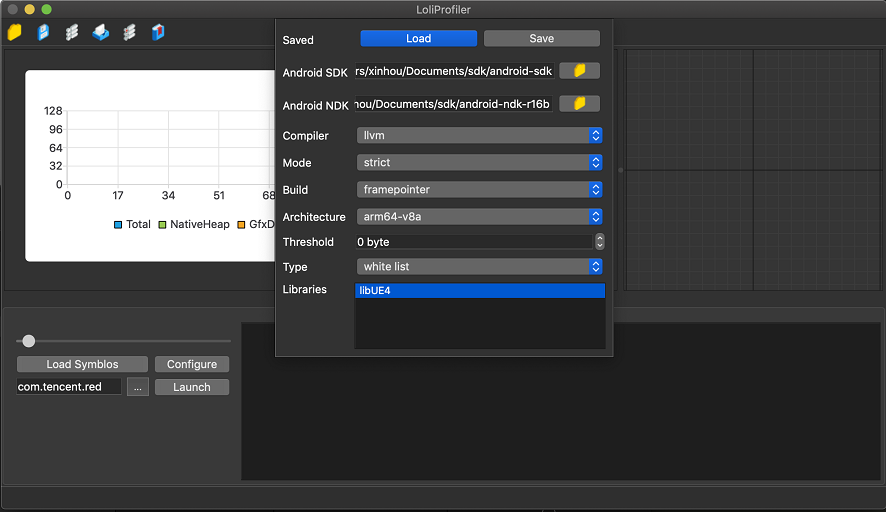 LoliProfiler
Saved Load Save
Android SDK rs/xinhou/Documents/sdk/android-sdk
Android NDK hou/Documents/sdk/android-ndk-r16b
Compiler llvm
Mode strict
Build framepointer
Architecture arm64-v8a
Threshold 0 byte
Type white list
Libraries libUE4
128
96
64
32
0
0 17 34 51 68
Total NativeHeap GfxD
Load Symblos Configure
com.tencent.red ... Launch